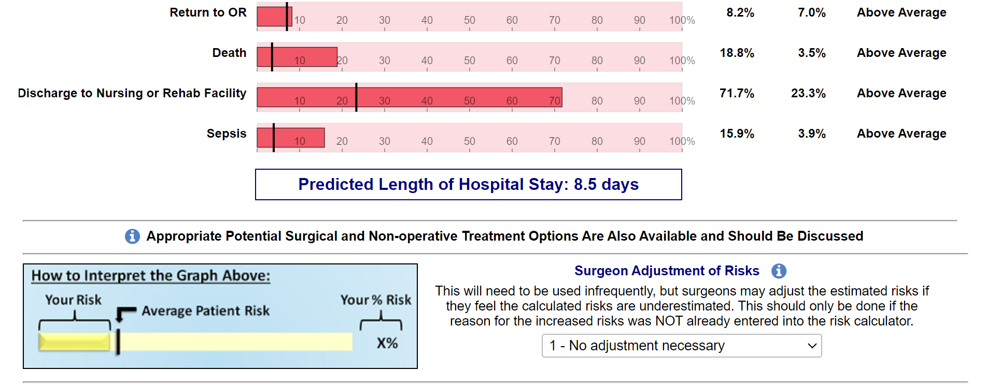 Return to OR 10 20 30 40 50 60 70 80 90 100% 8.2% 7.0% Above Average
Death 10 20 30 40 50 60 70 80 90 100% 18.8% 3.5% Above Average
Discharge to Nursing or Rehab Facility 10 20 30 40 50 60 70 80 90 100% 71.7% 23.3% Above Average
Sepsis 10 20 30 40 50 60 70 80 90 100% 15.9% 3.9% Above Average
Predicted Length of Hospital Stay: 8.5 days
i Appropriate Potential Surgical and Non-operative Treatment Options Are Also Available and Should Be Discussed
How to Interpret the Graph Above:
Your Risk
Average Patient Risk
Your % Risk
X%
Surgeon Adjustment of Risks i
This will need to be used infrequently, but surgeons may adjust the estimated risks if
they feel the calculated risks are underestimated. This should only be done if the
reason for the increased risks was NOT already entered into the risk calculator.
1 - No adjustment necessary